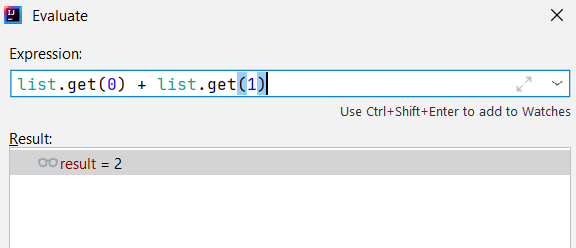 Evaluate
Expression:
list.get(0) + list.get(1)
Use Ctrl+Shift+Enter to add to Watches
Result:
result = 2